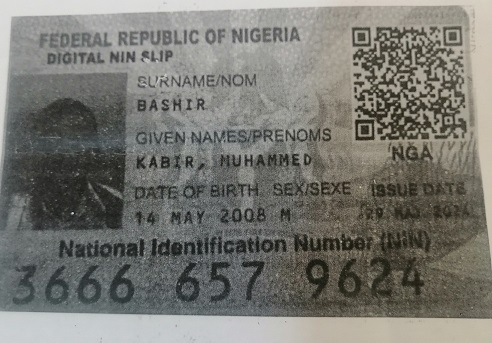 FEDERAL REPUBLIC OF NIGERIA
DIGITAL NIN SLIP
SURNAME/NOM
BASHIR
GIVEN NAMES/PRENOMS
KABIR, MUHAMMED
NGA
DATE OF BIRTH SEX/SEXE ISSUE DATE
14 MAY 2008 M 29
National Identification Number (NIN)
3666 657 9624